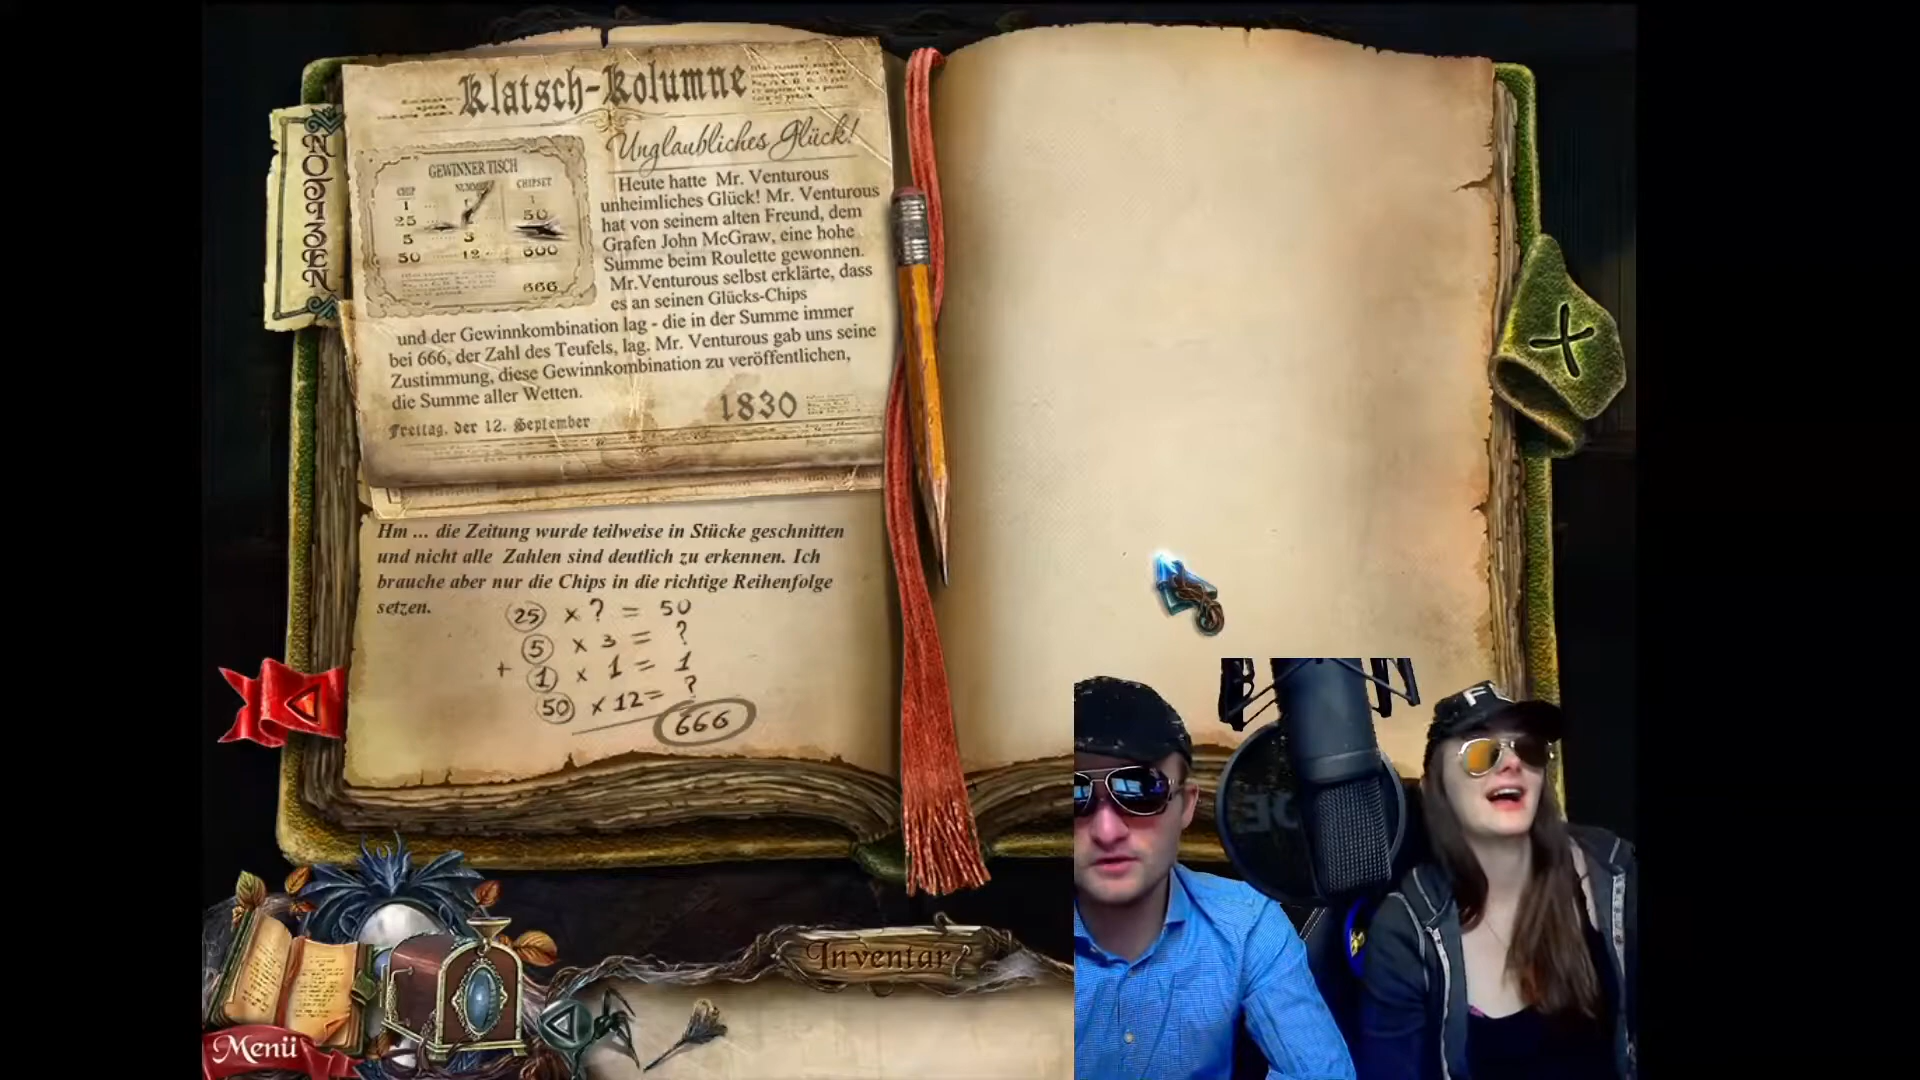 Klatsch-Kolumne
Unglaubliches Glück!
GEWINNER TISCH
CHIP NUMMER CHIPSET
1 1 1
25 50
5 3
50 12 600
666
Heute hatte Mr. Venturous
unheimliches Glück! Mr. Venturous
hat von seinem alten Freund, dem
Grafen John McGraw, eine hohe
Summe beim Roulette gewonnen.
Mr.Venturous selbst erklärte, dass
es an seinen Glücks-Chips
und der Gewinnkombination lag - die in der Summe immer
bei 666, der Zahl des Teufels, lag. Mr. Venturous gab uns seine
Zustimmung, diese Gewinnkombination zu veröffentlichen,
die Summe aller Wetten.
Freitag, der 12. September
1830
NOTIZEN
Hm ... die Zeitung wurde teilweise in Stücke geschnitten
und nicht alle Zahlen sind deutlich zu erkennen. Ich
brauche aber nur die Chips in die richtige Reihenfolge
setzen.
25 x ? = 50
5 x 3 = ?
+ 1 x 1 = 1
50 x 12 = ?
666
Inventar
Menü